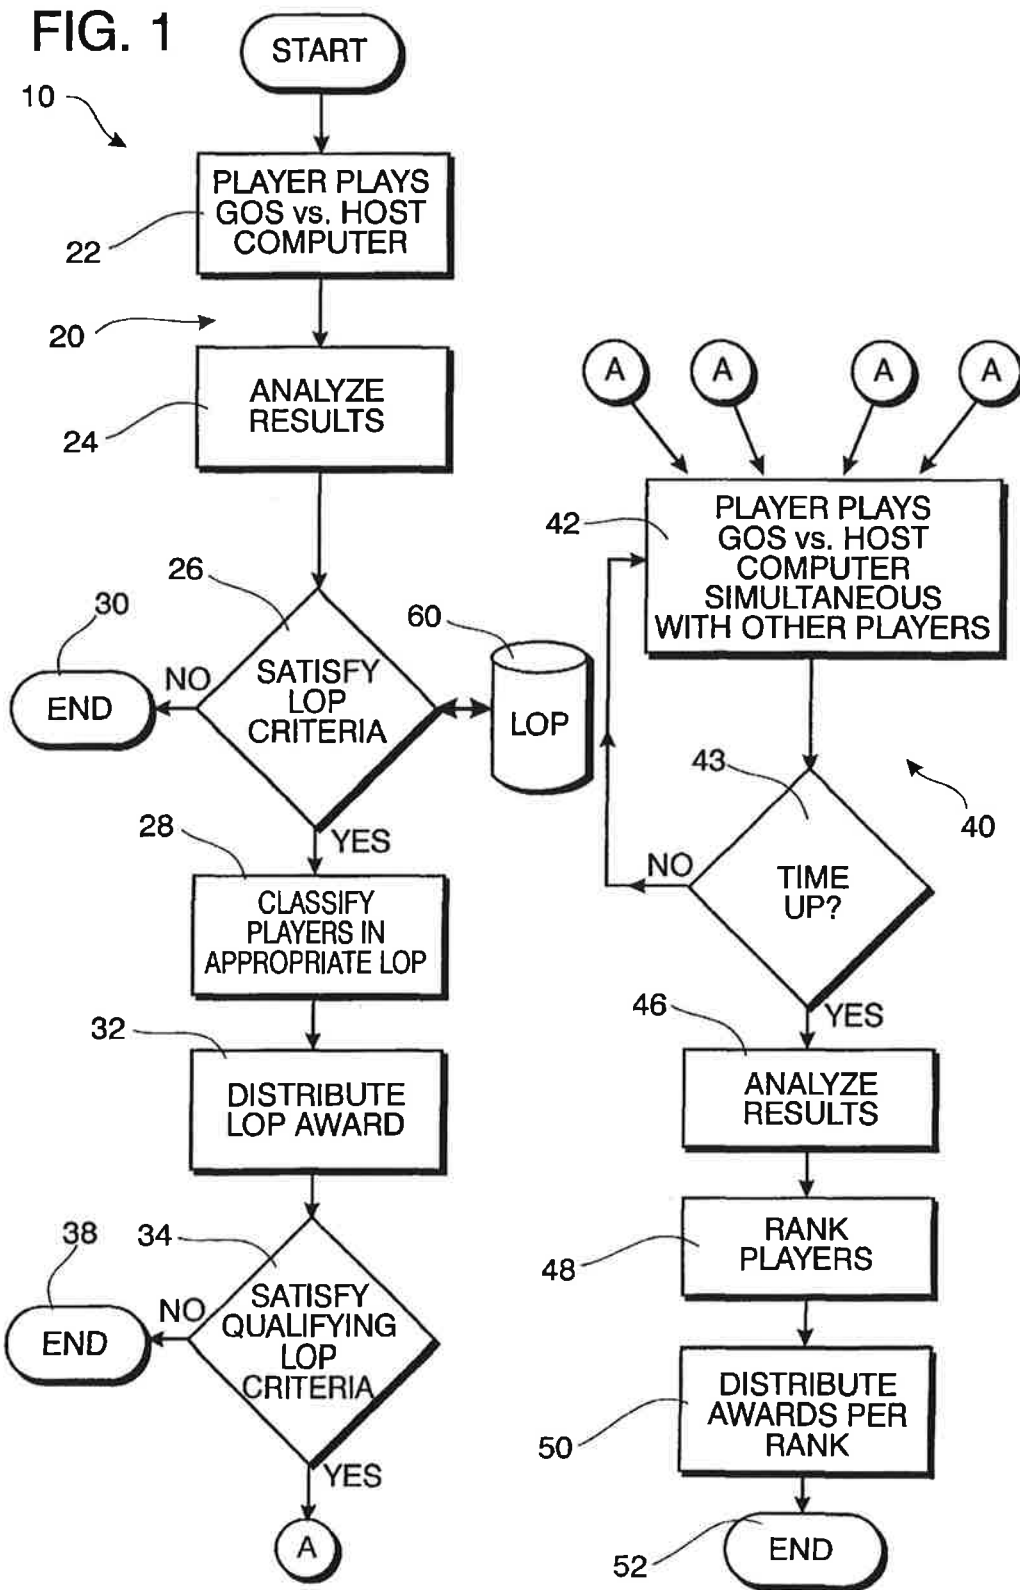 FIG. 1
START
10
PLAYER PLAYS
GOS vs. HOST
COMPUTER
22
20
ANALYZE
RESULTS
24
26
30
END
NO
SATISFY
LOP
CRITERIA
60
LOP
YES
28
CLASSIFY
PLAYERS IN
APPROPRIATE LOP
32
DISTRIBUTE
LOP AWARD
34
38
END
NO
SATISFY
QUALIFYING
LOP
CRITERIA
YES
A
A
A
A
A
42
PLAYER PLAYS
GOS vs. HOST
COMPUTER
SIMULTANEOUS
WITH OTHER PLAYERS
43
40
NO
TIME
UP?
YES
46
ANALYZE
RESULTS
48
RANK
PLAYERS
50
DISTRIBUTE
AWARDS PER
RANK
52
END